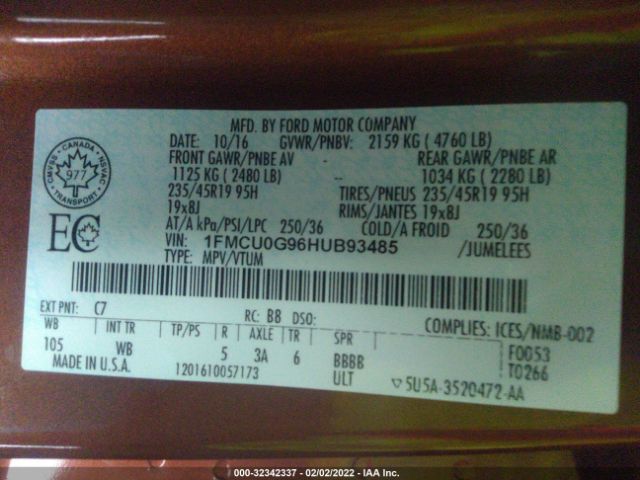 MFD. BY FORD MOTOR COMPANY
DATE: 10/16 GVWR/PNBV: 2159 KG ( 4760 LB)
FRONT GAWR/PNBE AV -- REAR GAWR/PNBE AR
1125 KG ( 2480 LB) -- 1034 KG ( 2280 LB)
235/45R19 95H TIRES/PNEUS 235/45R19 95H
19x8J RIMS/JANTES 19x8J
AT/A kPa/PSI/LPC 250/36 COLD/A FROID 250/36
VIN: 1FMCU0G96HUB93485 /JUMELEES
TYPE: MPV/VTUM
CANADA
CMVSS NSVAC
977
TRANSPORT
EC
EXT PNT: C7 RC: B8 DSO: COMPLIES: ICES/NMB-002
WB INT TR TP/PS R AXLE TR SPR F0053
105 WB 5 3A 6 BBBB T0266
MADE IN U.S.A. 1201610057173 ULT 5U5A-3520472-AA
000-32342337 - 02/02/2022 - IAA Inc.